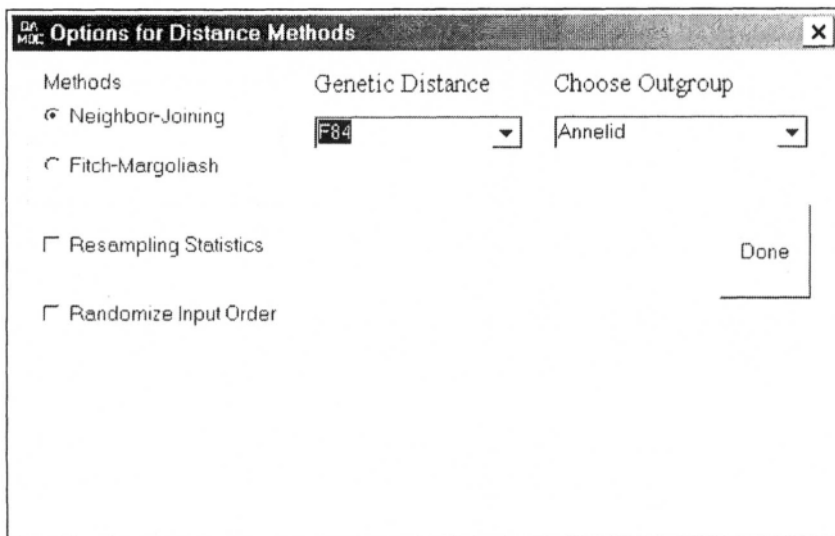 Options for Distance Methods
Methods
Neighbor-Joining
Fitch-Margoliash
Resampling Statistics
Randomize Input Order
Genetic Distance
F84
Choose Outgroup
Annelid
Done